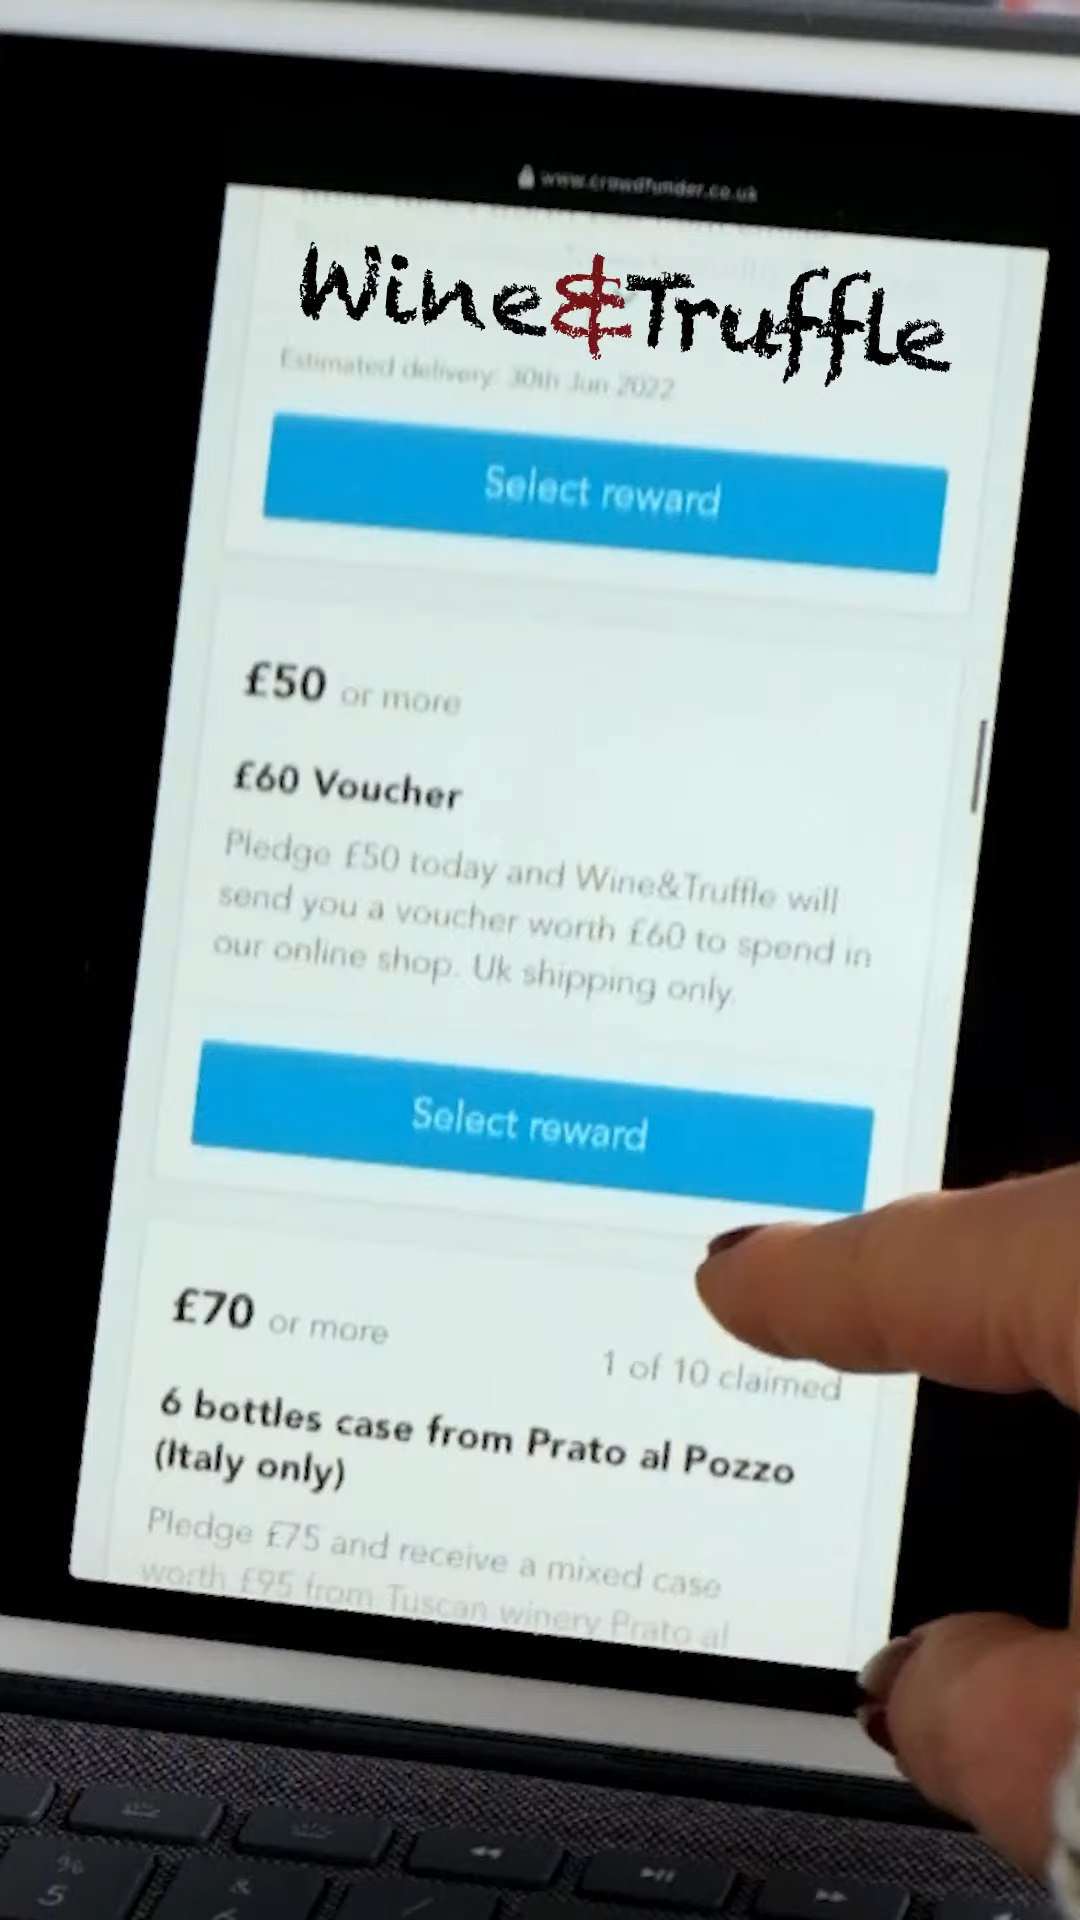 www.crowdfunder.co.uk
Wine&Truffle
Estimated delivery: 30th Jun 2022
Select reward
£50 or more
£60 Voucher
Pledge £50 today and Wine&Truffle will
send you a voucher worth £60 to spend in
our online shop. Uk shipping only.
Select reward
£70 or more
1 of 10 claimed
6 bottles case from Prato al Pozzo
(Italy only)
Pledge £75 and receive a mixed case
worth £95 from Tuscan winery Prato al
%
5
&
6